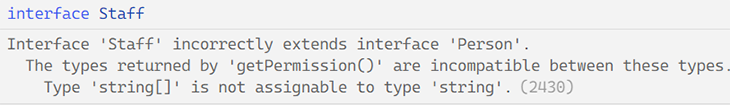 interface Staff
Interface 'Staff' incorrectly extends interface 'Person'.
The types returned by 'getPermission()' are incompatible between these types.
Type 'string[]' is not assignable to type 'string'. (2430)